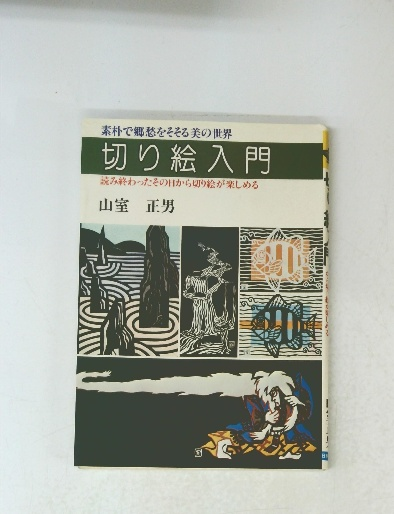 素朴で郷愁をそそる美の世界
切り絵入門
読み終わったその日から切り絵が楽しめる
山室 正男